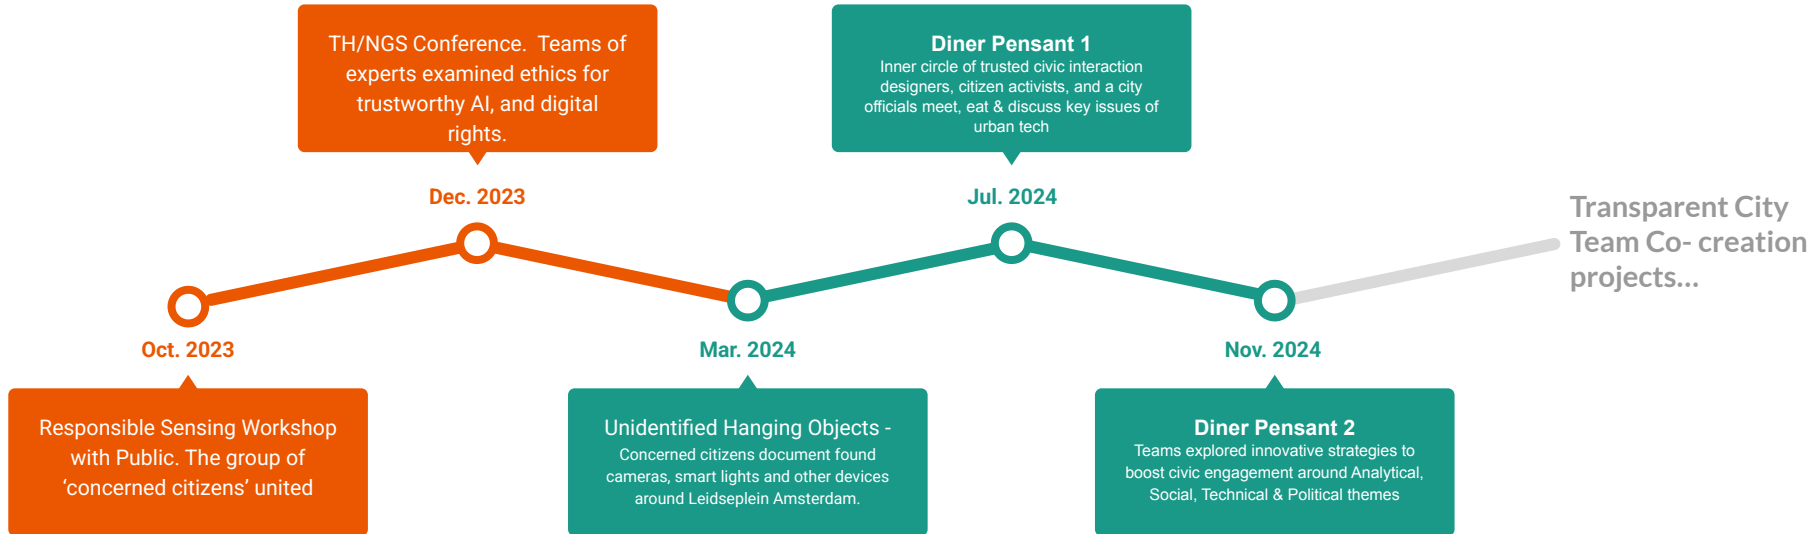 TH/NGS Conference.  Teams of
experts examined ethics for
trustworthy AI, and digital
rights.
Diner Pensant 1
Inner circle of trusted civic interaction
designers, citizen activists, and a city
officials meet, eat & discuss key issues of
urban tech
Dec. 2023
Jul. 2024
Transparent City
Team Co- creation
projects...
Oct. 2023
Mar. 2024
Nov. 2024
Responsible Sensing Workshop
with Public. The group of
‘concerned citizens’ united
Unidentified Hanging Objects -
Concerned citizens document found
cameras, smart lights and other devices
around Leidseplein Amsterdam.
Diner Pensant 2
Teams explored innovative strategies to
boost civic engagement around Analytical,
Social, Technical & Political themes